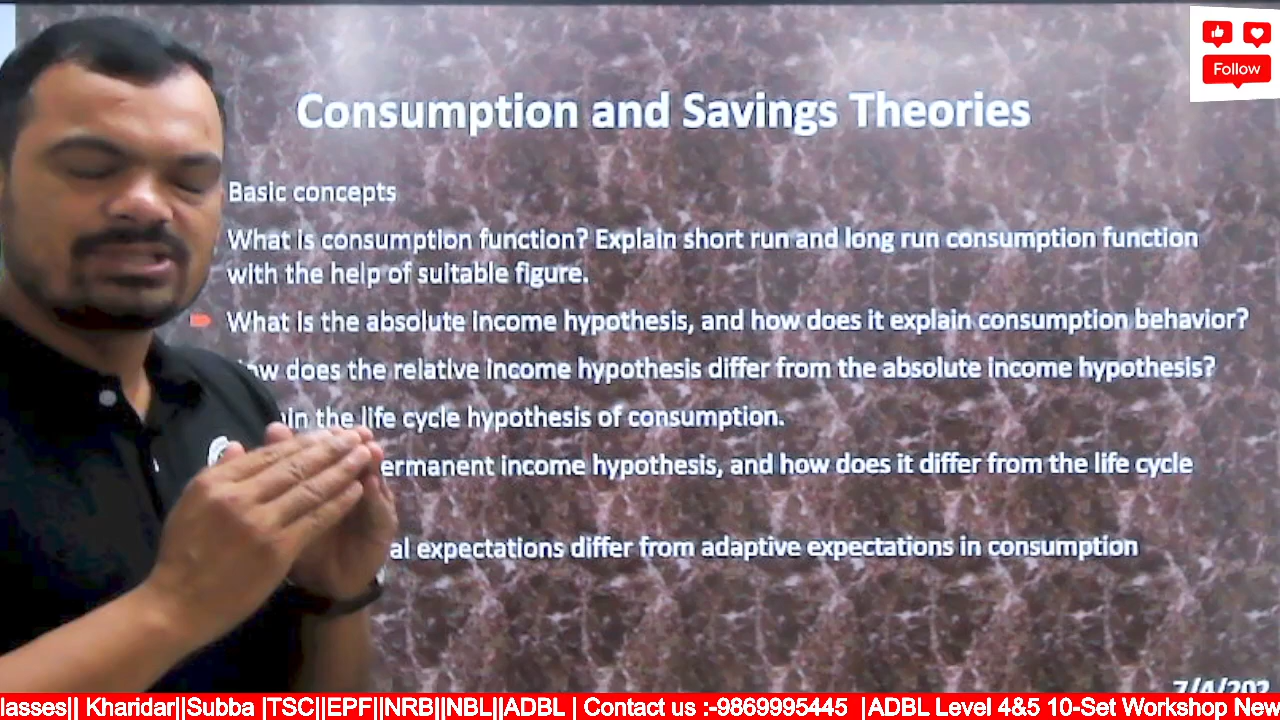 Follow
Consumption and Savings Theories
Basic concepts
What is consumption function? Explain short run and long run consumption function
with the help of suitable figure.
What is the absolute income hypothesis, and how does it explain consumption behavior?
does the relative income hypothesis differ from the absolute income hypothesis?
the life cycle hypothesis of consumption.
ermanent income hypothesis, and how does it differ from the life cycle
al expectations differ from adaptive expectations in consumption
7/4/202
lasses|| Kharidar||Subba |TSC||EPF||NRB||NBL||ADBL | Contact us :-9869995445 |ADBL Level 4&5 10-Set Workshop New